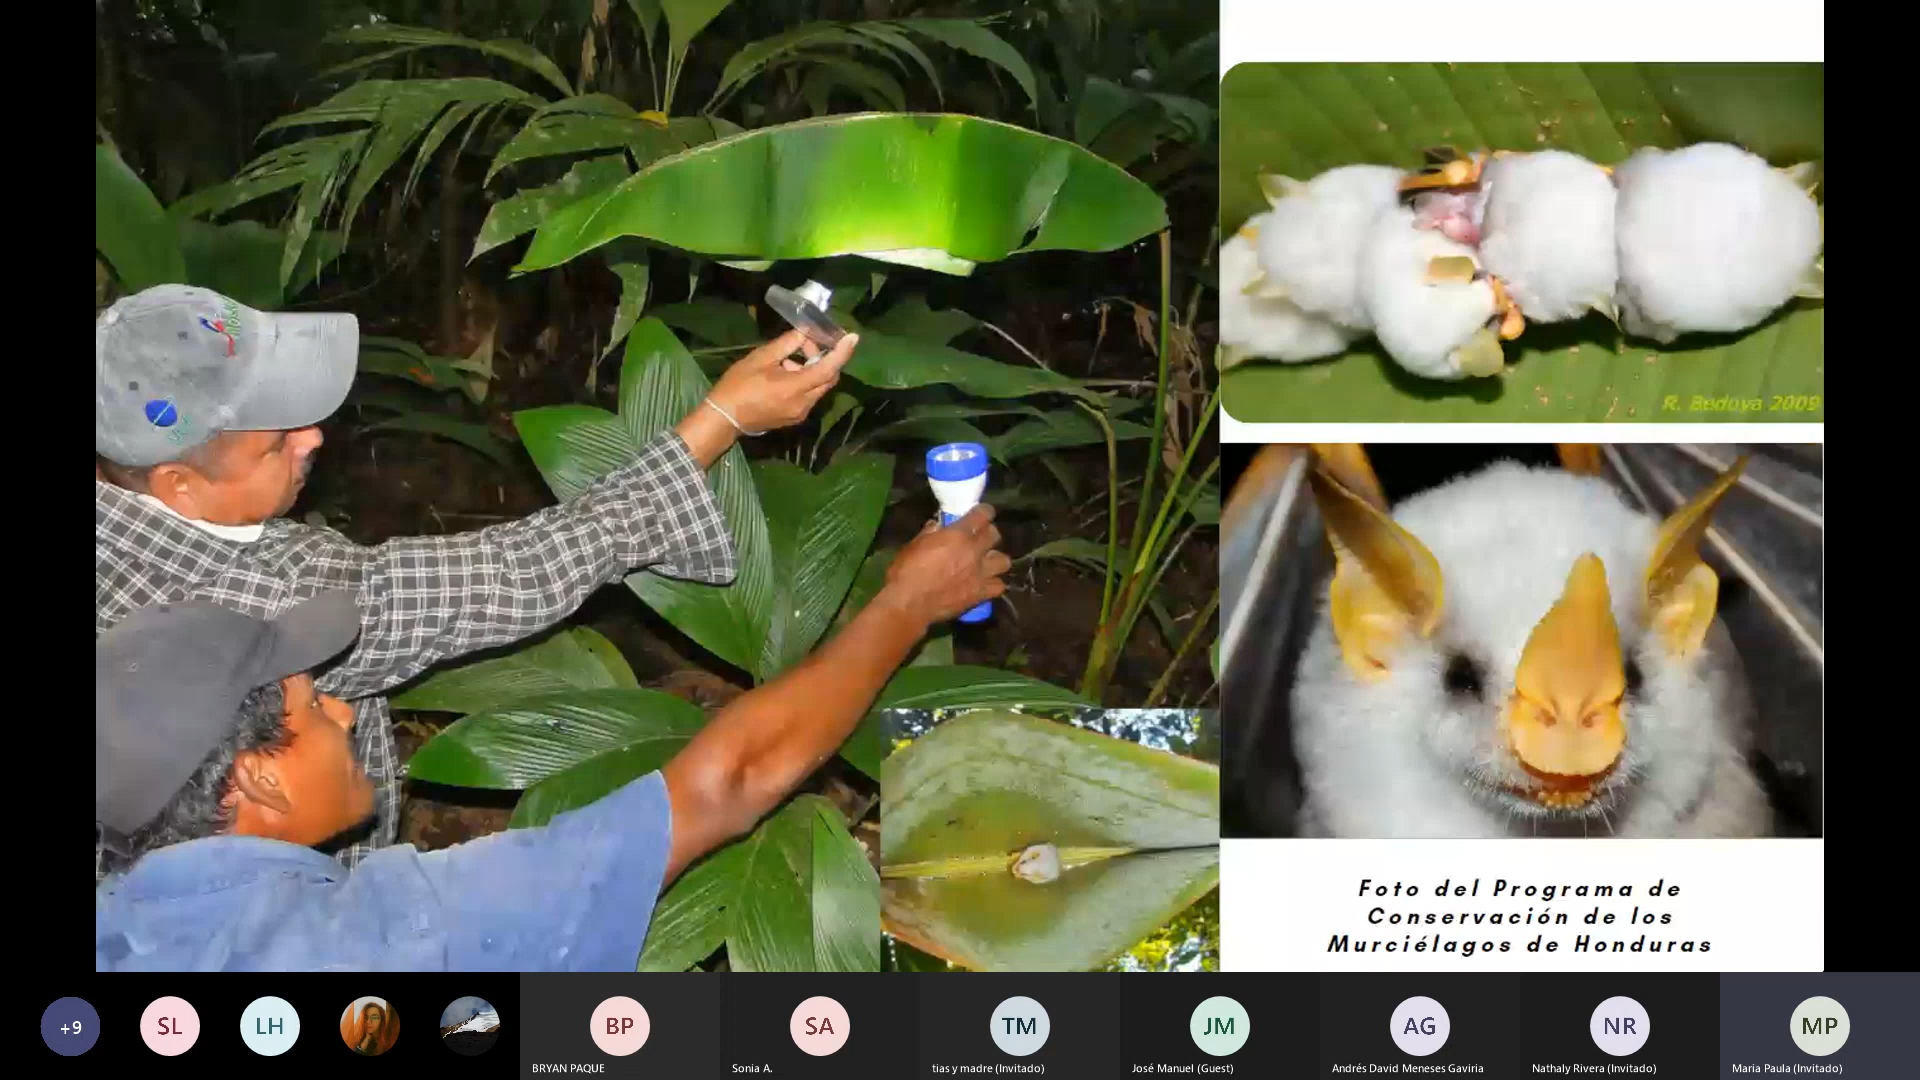 R. Bedoya 2009
Foto del Programa de
Conservación de los
Murciélagos de Honduras
+9
SL
LH
BP
SA
TM
JM
AG
NR
MP
BRYAN PAQUE
Sonia A.
tias y madre (Invitado)
José Manuel (Guest)
Andrés David Meneses Gaviria
Nathaly Rivera (Invitado)
Maria Paula (Invitado)